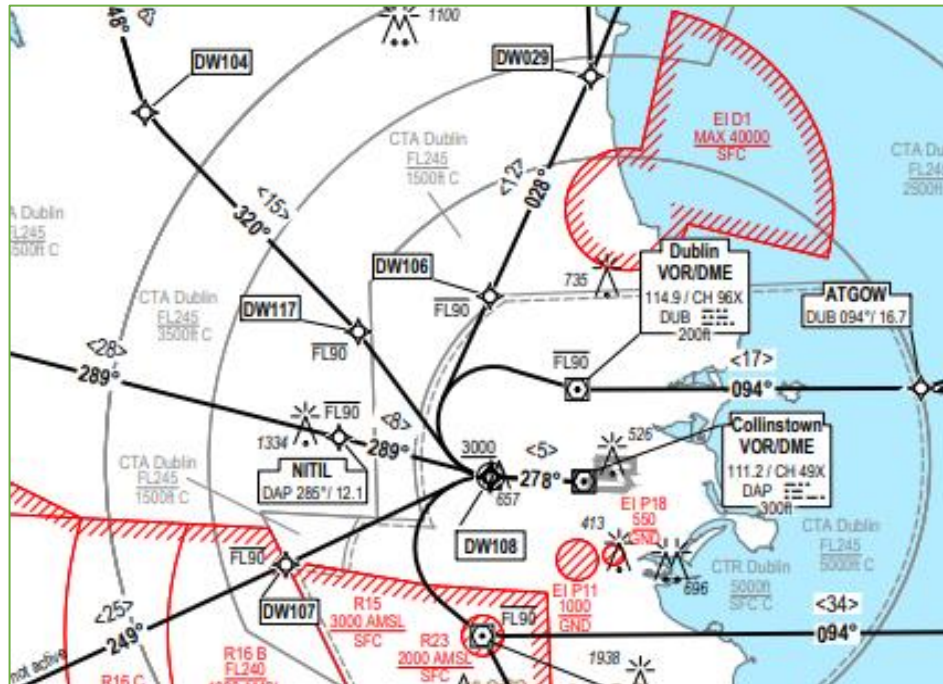 48°
1100
DW104
DW029
EI D1
MAX 40000
SFC
CTA Dublin
FL245
1500ft C
CTA Du
FL24
2500ft
<12>
028°
<15>
320°
A Dublin
L245
500ft C
Dublin
VOR/DME
114.9 / CH 96X
DUB
200ft
DW106
735
FL90
ATGOW
DUB 094°/ 16.7
CTA Dublin
FL245
3500ft C
DW117
FL90
<28>
289°
FL90
<17>
094°
FL90
<8>
289°
1334
NITIL
DAP 285°/ 12.1
3000
<5>
278°
657
526
Collinstown
VOR/DME
111.2 / CH 49X
DAP
300ft
CTA Dublin
FL245
1500ft C
EI P18
550
GND
413
DW108
CTA Dublin
FL245
5000ft C
CTR Dublin
5000ft
SFC C
696
FL90
EI P11
1000
GND
DW107
<25>
249°
R15
3000 AMSL
SFC
FL90
<34>
094°
not active
R16 B
FL240
R23
2000 AMSL
SFC
1938
R16 C